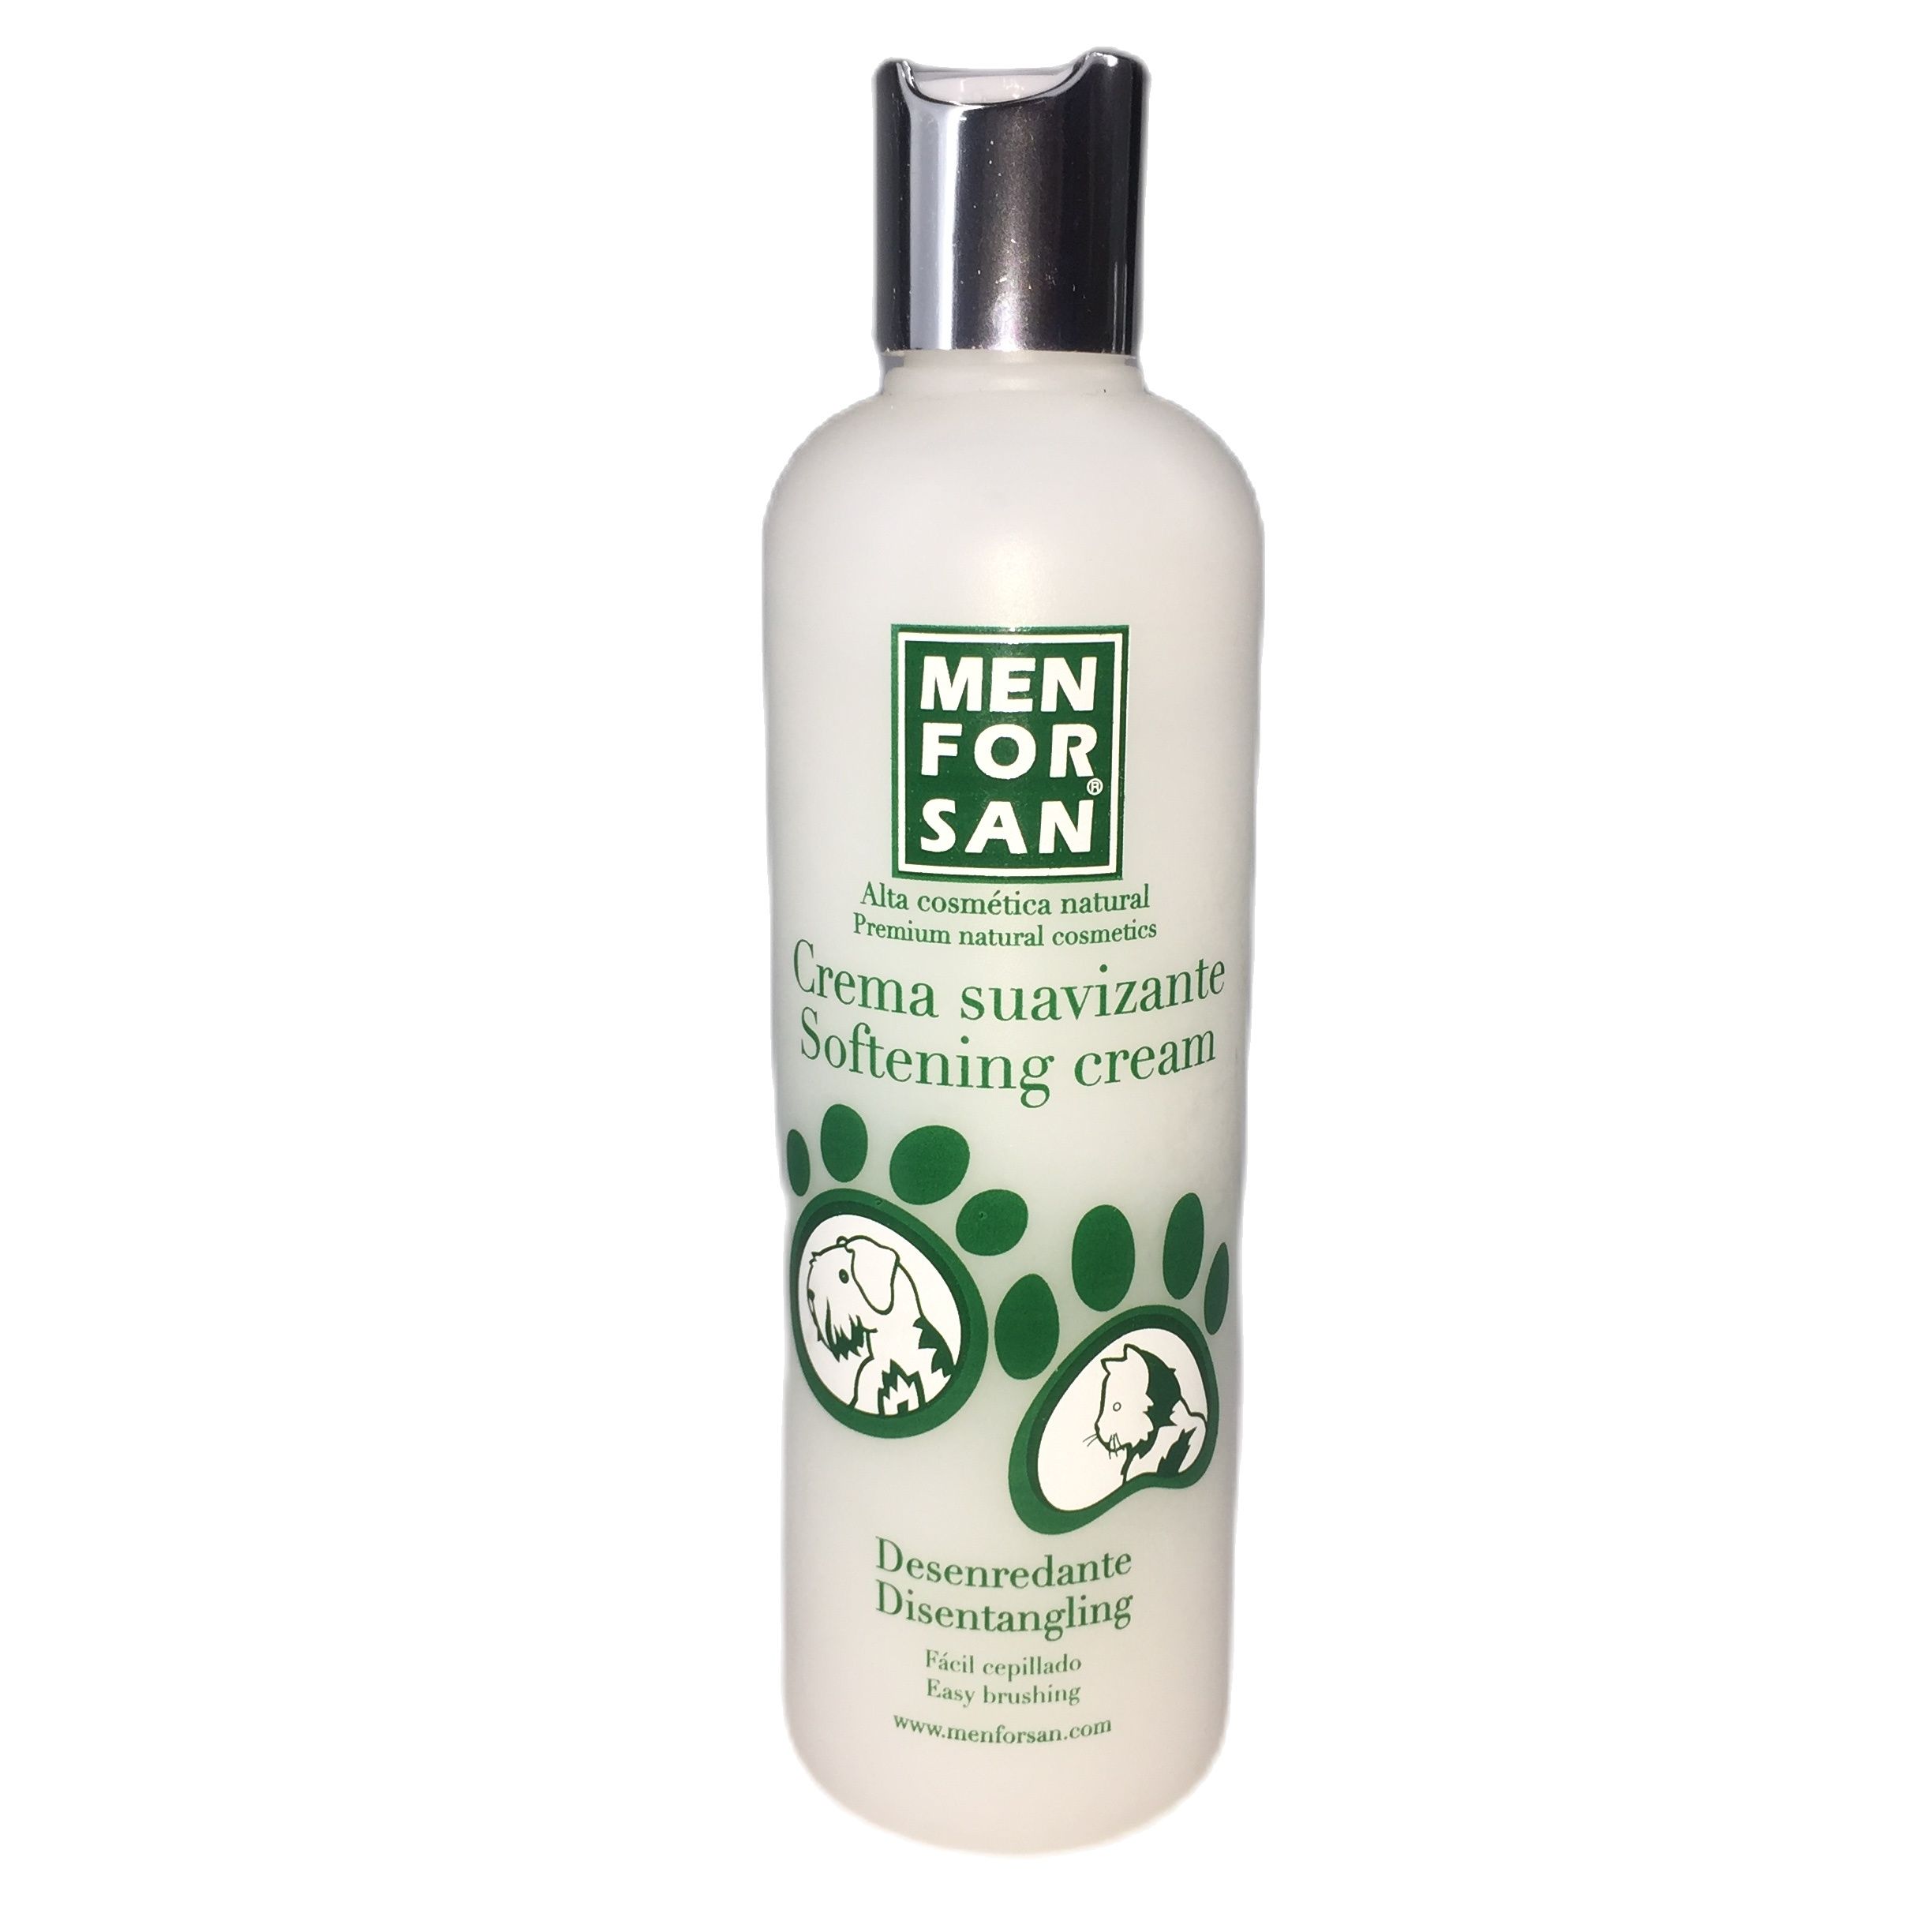 MEN
FOR
SAN®
Alta cosmética natural
Premium natural cosmetics
Crema suavizante
Softening cream
Desenredante
Disentangling
Fácil cepillado
Easy brushing
www.menforsan.com